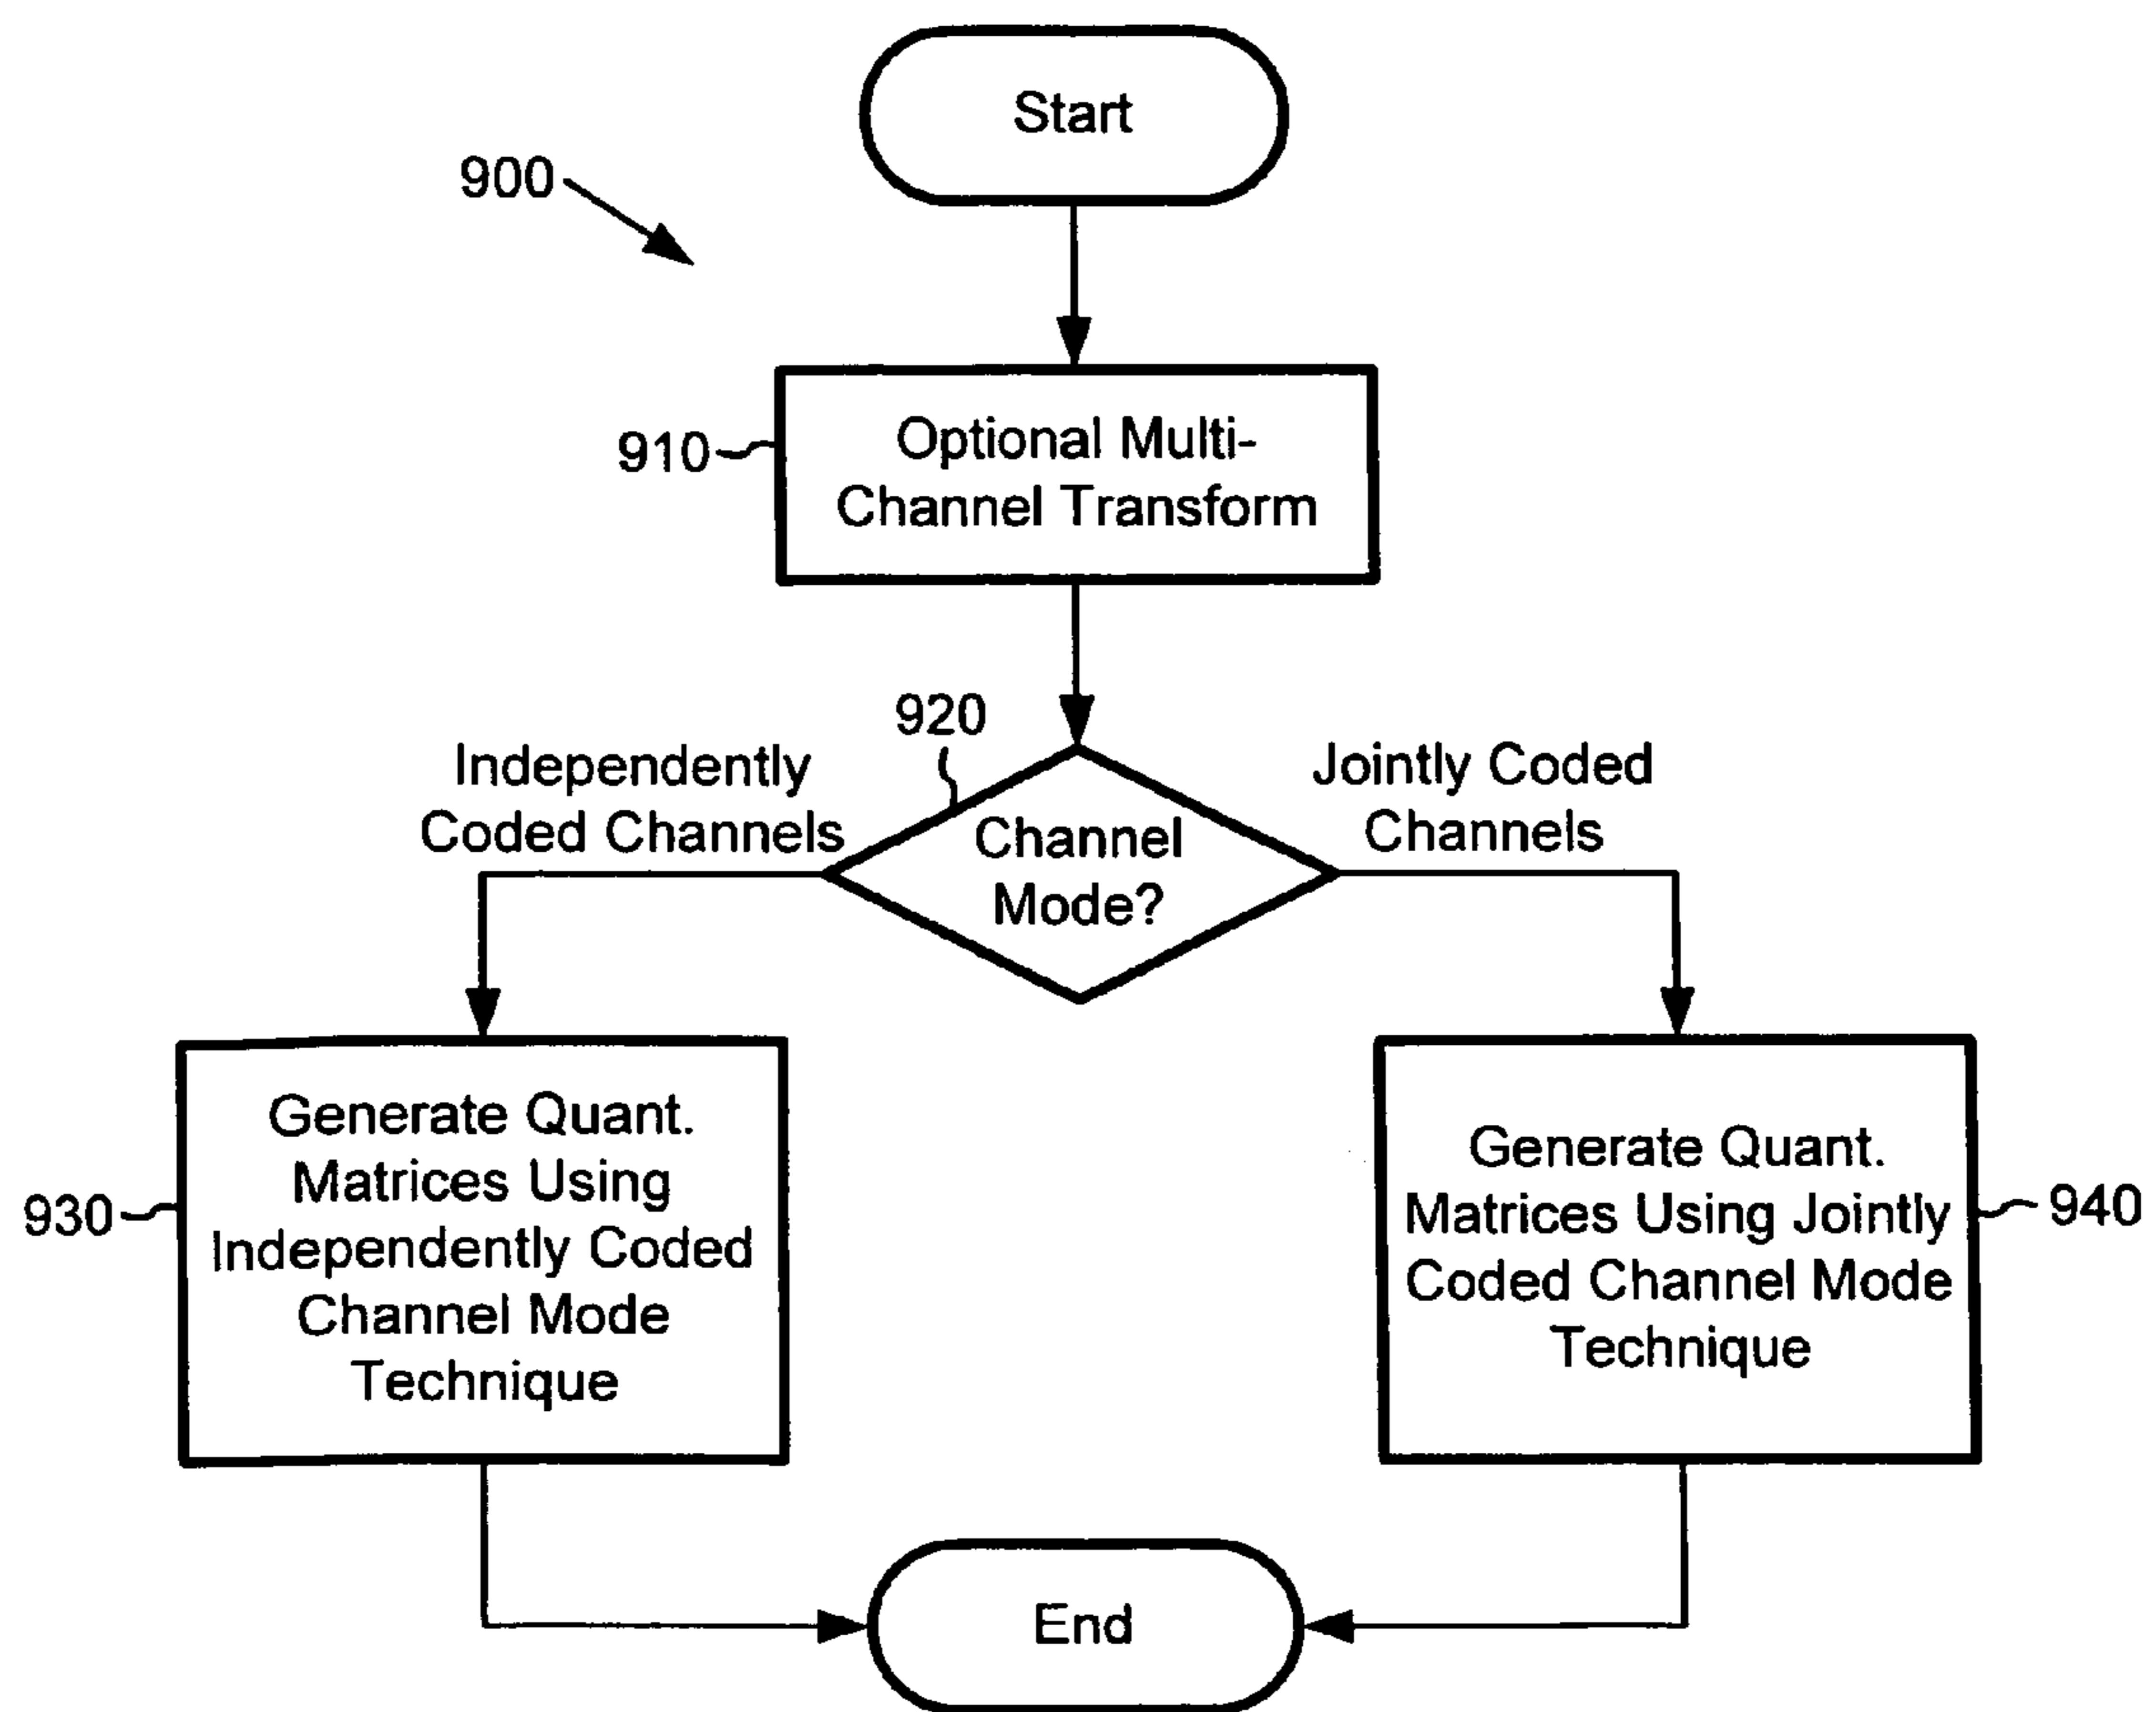 Start
900
910
Optional Multi-
Channel Transform
920
Independently
Coded Channels
Jointly Coded
Channels
Channel
Mode?
930
Generate Quant.
Matrices Using
Independently Coded
Channel Mode
Technique
Generate Quant.
Matrices Using Jointly
Coded Channel Mode
Technique
940
End